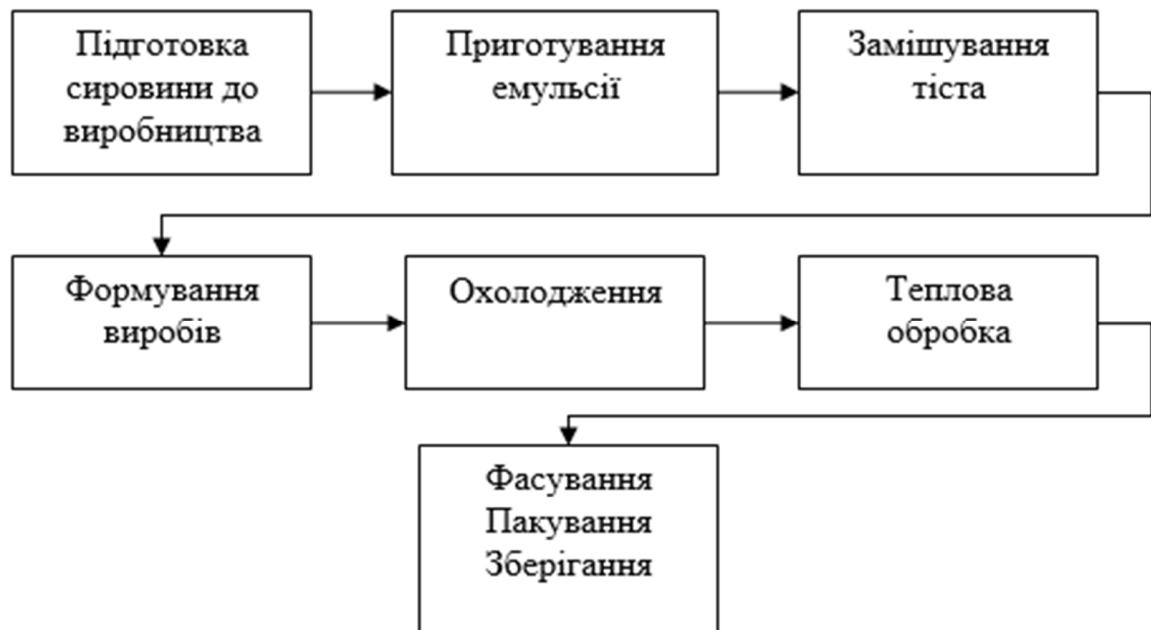 Підготовка
сировини до
виробництва
Приготування
емульсії
Замішування
тіста
Формування
виробів
Охолодження
Теплова
обробка
Фасування
Пакування
Зберігання